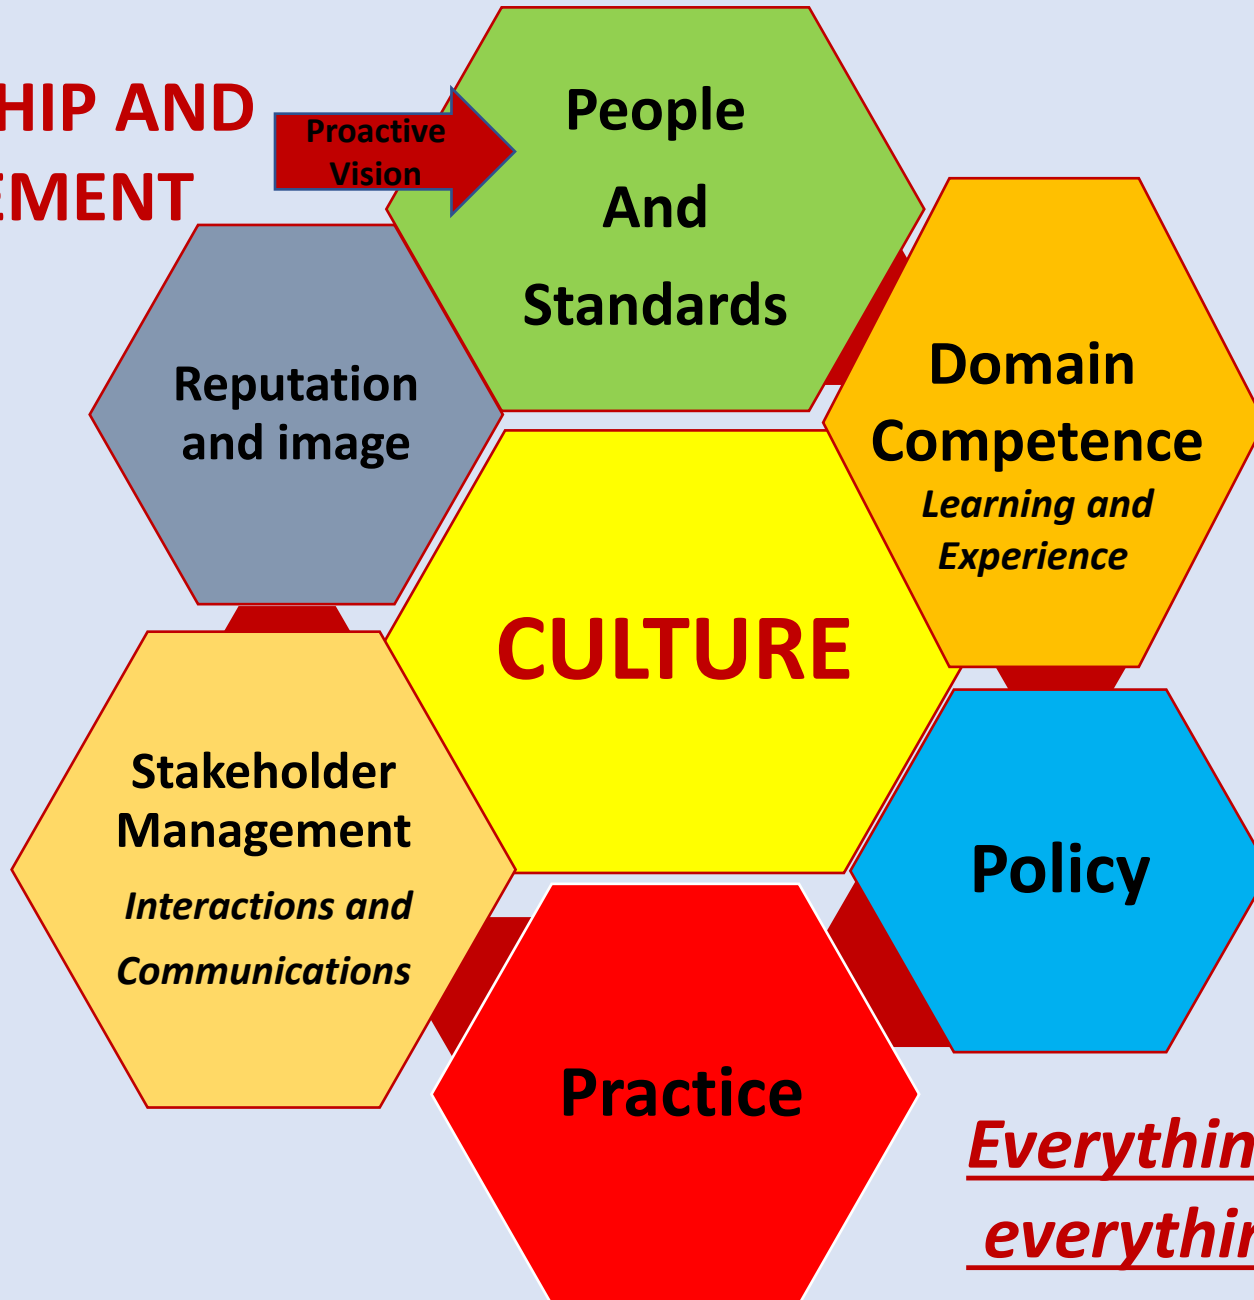 HIP AND
EMENT
Proactive
Vision
People
And
Standards
Reputation
and image
Domain
Competence
Learning and
Experience
CULTURE
Stakeholder
Management
Interactions and
Communications
Policy
Practice
Everythin
everythin